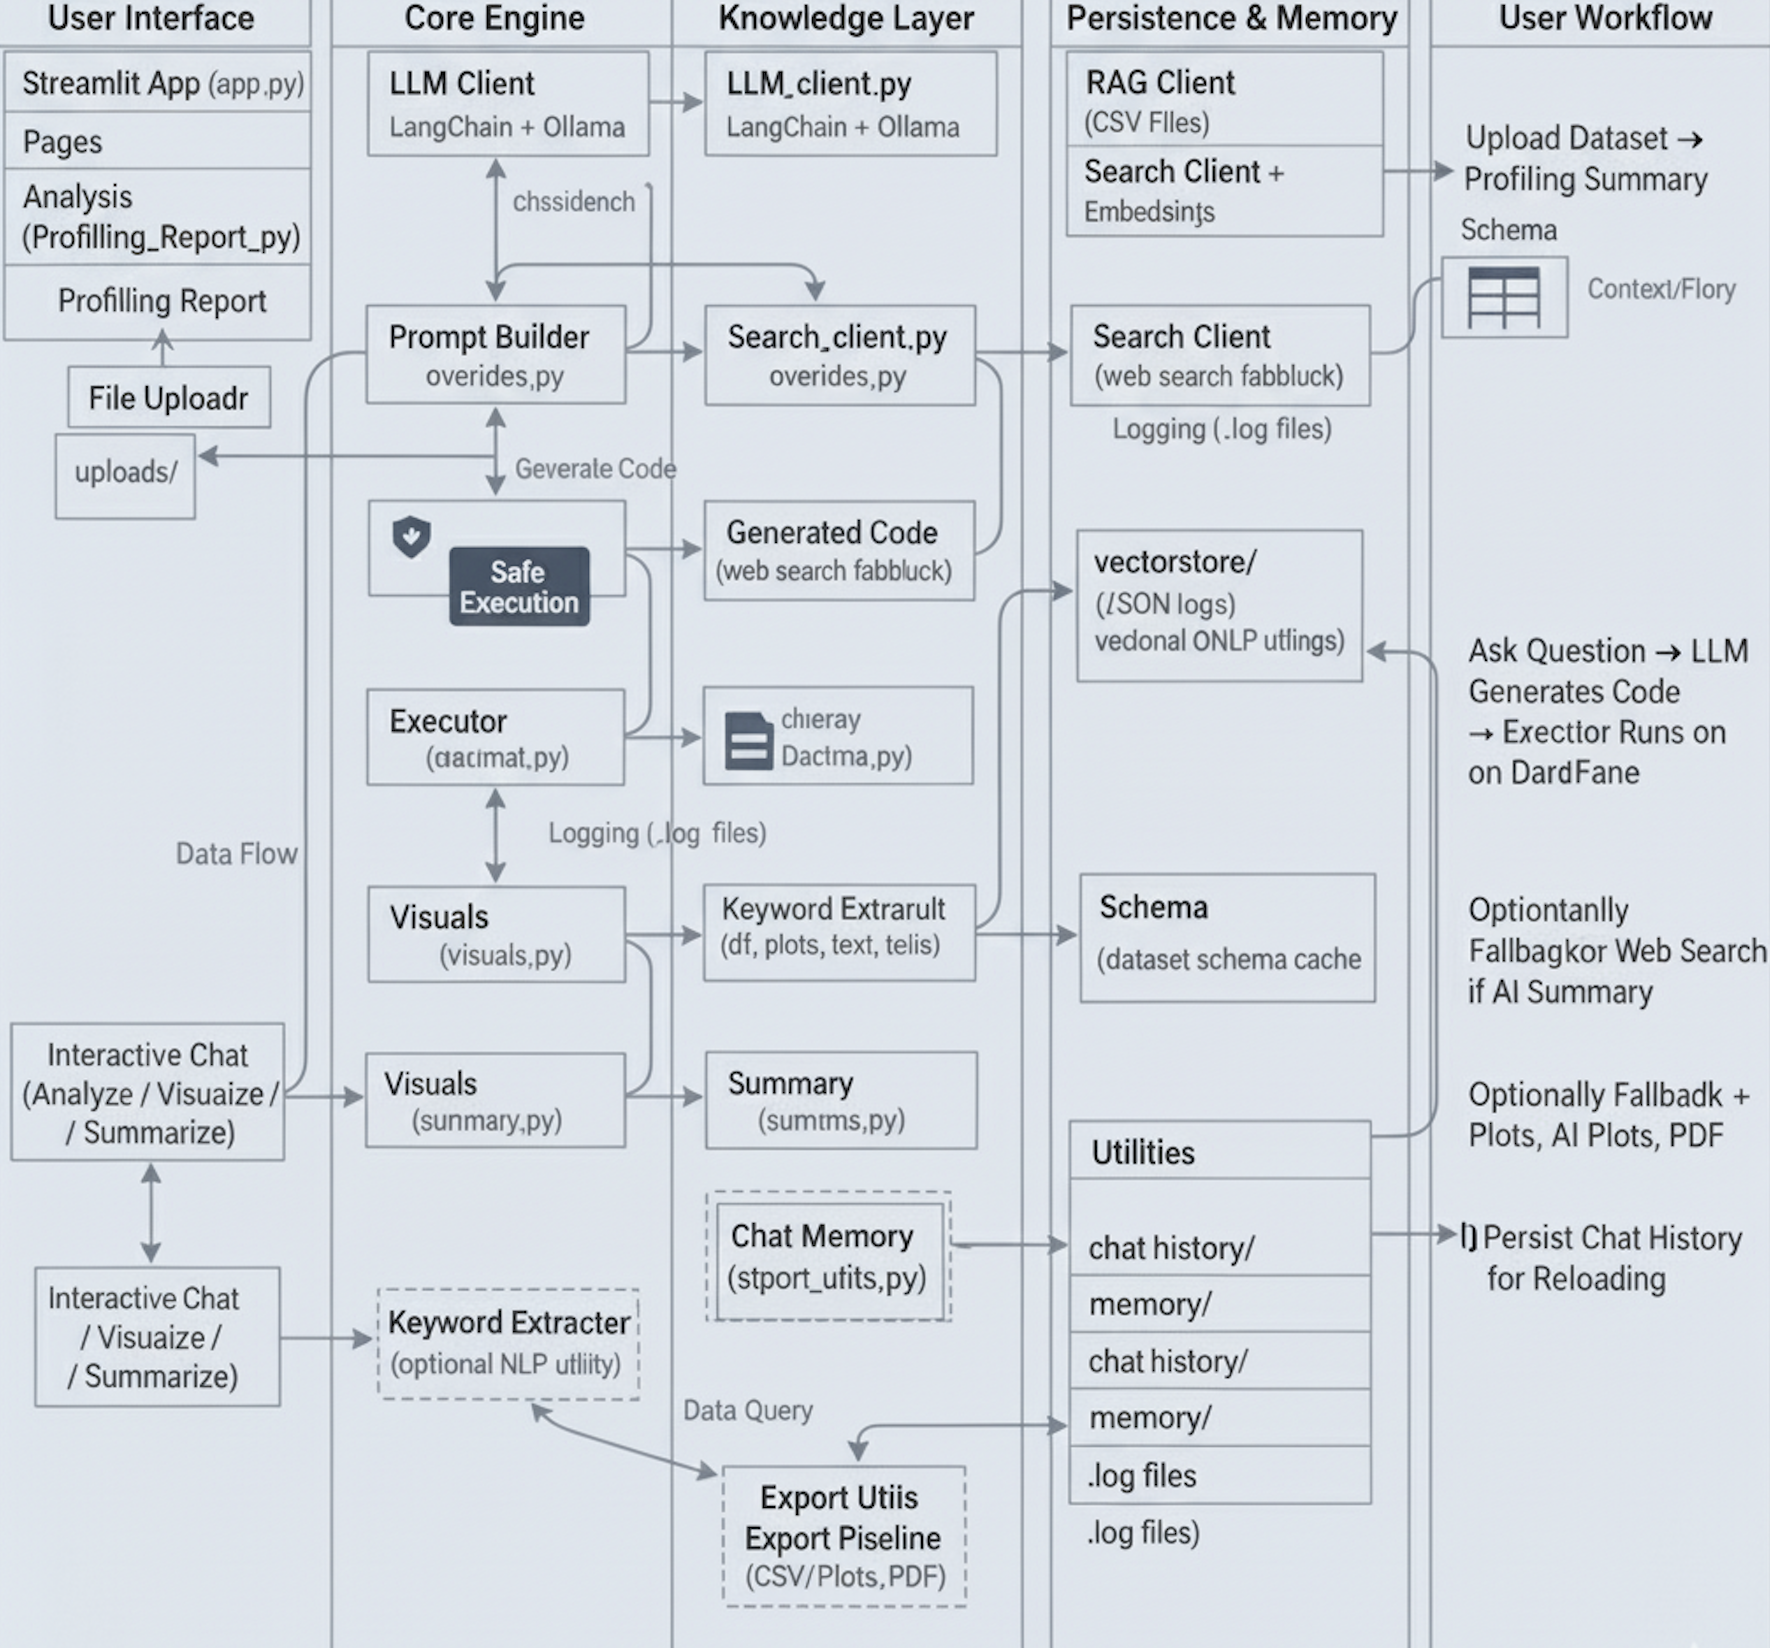 User Interface
Streamlit App (app.py)
Pages
Analysis
(Profilling_Report_py)
Profilling Report
File Uploadr
uploads/
Data Flow
Interactive Chat
(Analyze / Visuaize /
/ Summarize)
Interactive Chat
/ Visuaize /
/ Summarize)
Core Engine
LLM Client
LangChain + Ollama
chssidench
Prompt Builder
overides,py
Geverate Code
Safe
Execution
Executor
Logging (.log files)
Visuals
(visuals,py)
Visuals
(sunmary,py)
Keyword Extracter
(optional NLP utliity)
Knowledge Layer
LLM_client.py
LangChain + Ollama
Search_client.py
overides,py
Generated Code
(web search fabbluck)
chieray
Dactma,py)
Keyword Extrarult
(df, plots, text, telis)
Summary
(sumtms,py)
Chat Memory
(stport_utits,py)
Data Query
Export Utiis
Export Piseline
(CSV/Plots,PDF)
Persistence & Memory
RAG Client
(CSV Flles)
Search Client +
Embedsints
Search Client
(web search fabbluck)
Logging (.log files)
vectorstore/
(/SON logs)
vedonal ONLP utlings)
Schema
(dataset schema cache
Utilities
chat history/
memory/
chat history/
memory/
.log files
.log files)
User Workflow
Upload Dataset →
Profiling Summary
Schema
Context/Flory
Ask Question → LLM
Generates Code
→ Execttor Runs on
on DardFane
Optiontanlly
Fallbagkor Web Search
if AI Summary
Optionally Fallbadk +
Plots, AI Plots, PDF
Persist Chat History
for Reloading